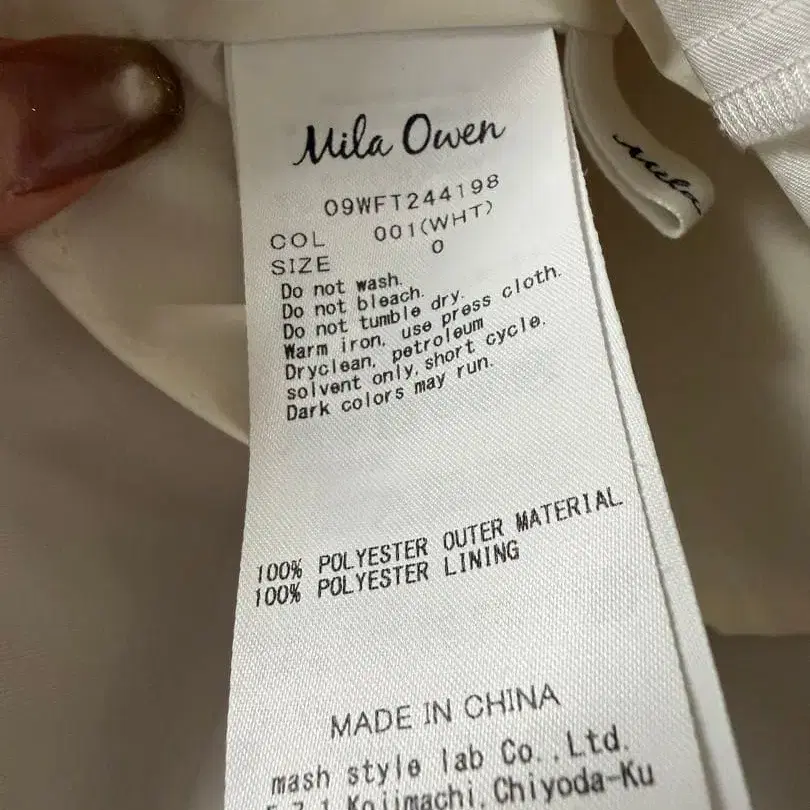 Mila Owen
09WFT244198
COL 001(WHT)
SIZE 0
Do not wash.
Do not bleach.
Do not tumble dry.
Warm iron, use press cloth.
Dryclean, petroleum
solvent only, short cycle.
Dark colors may run.
100% POLYESTER OUTER MATERIAL
100% POLYESTER LINING
MADE IN CHINA
mash style lab Co.,Ltd.
Kojimachi,Chiyoda-Ku
Mila